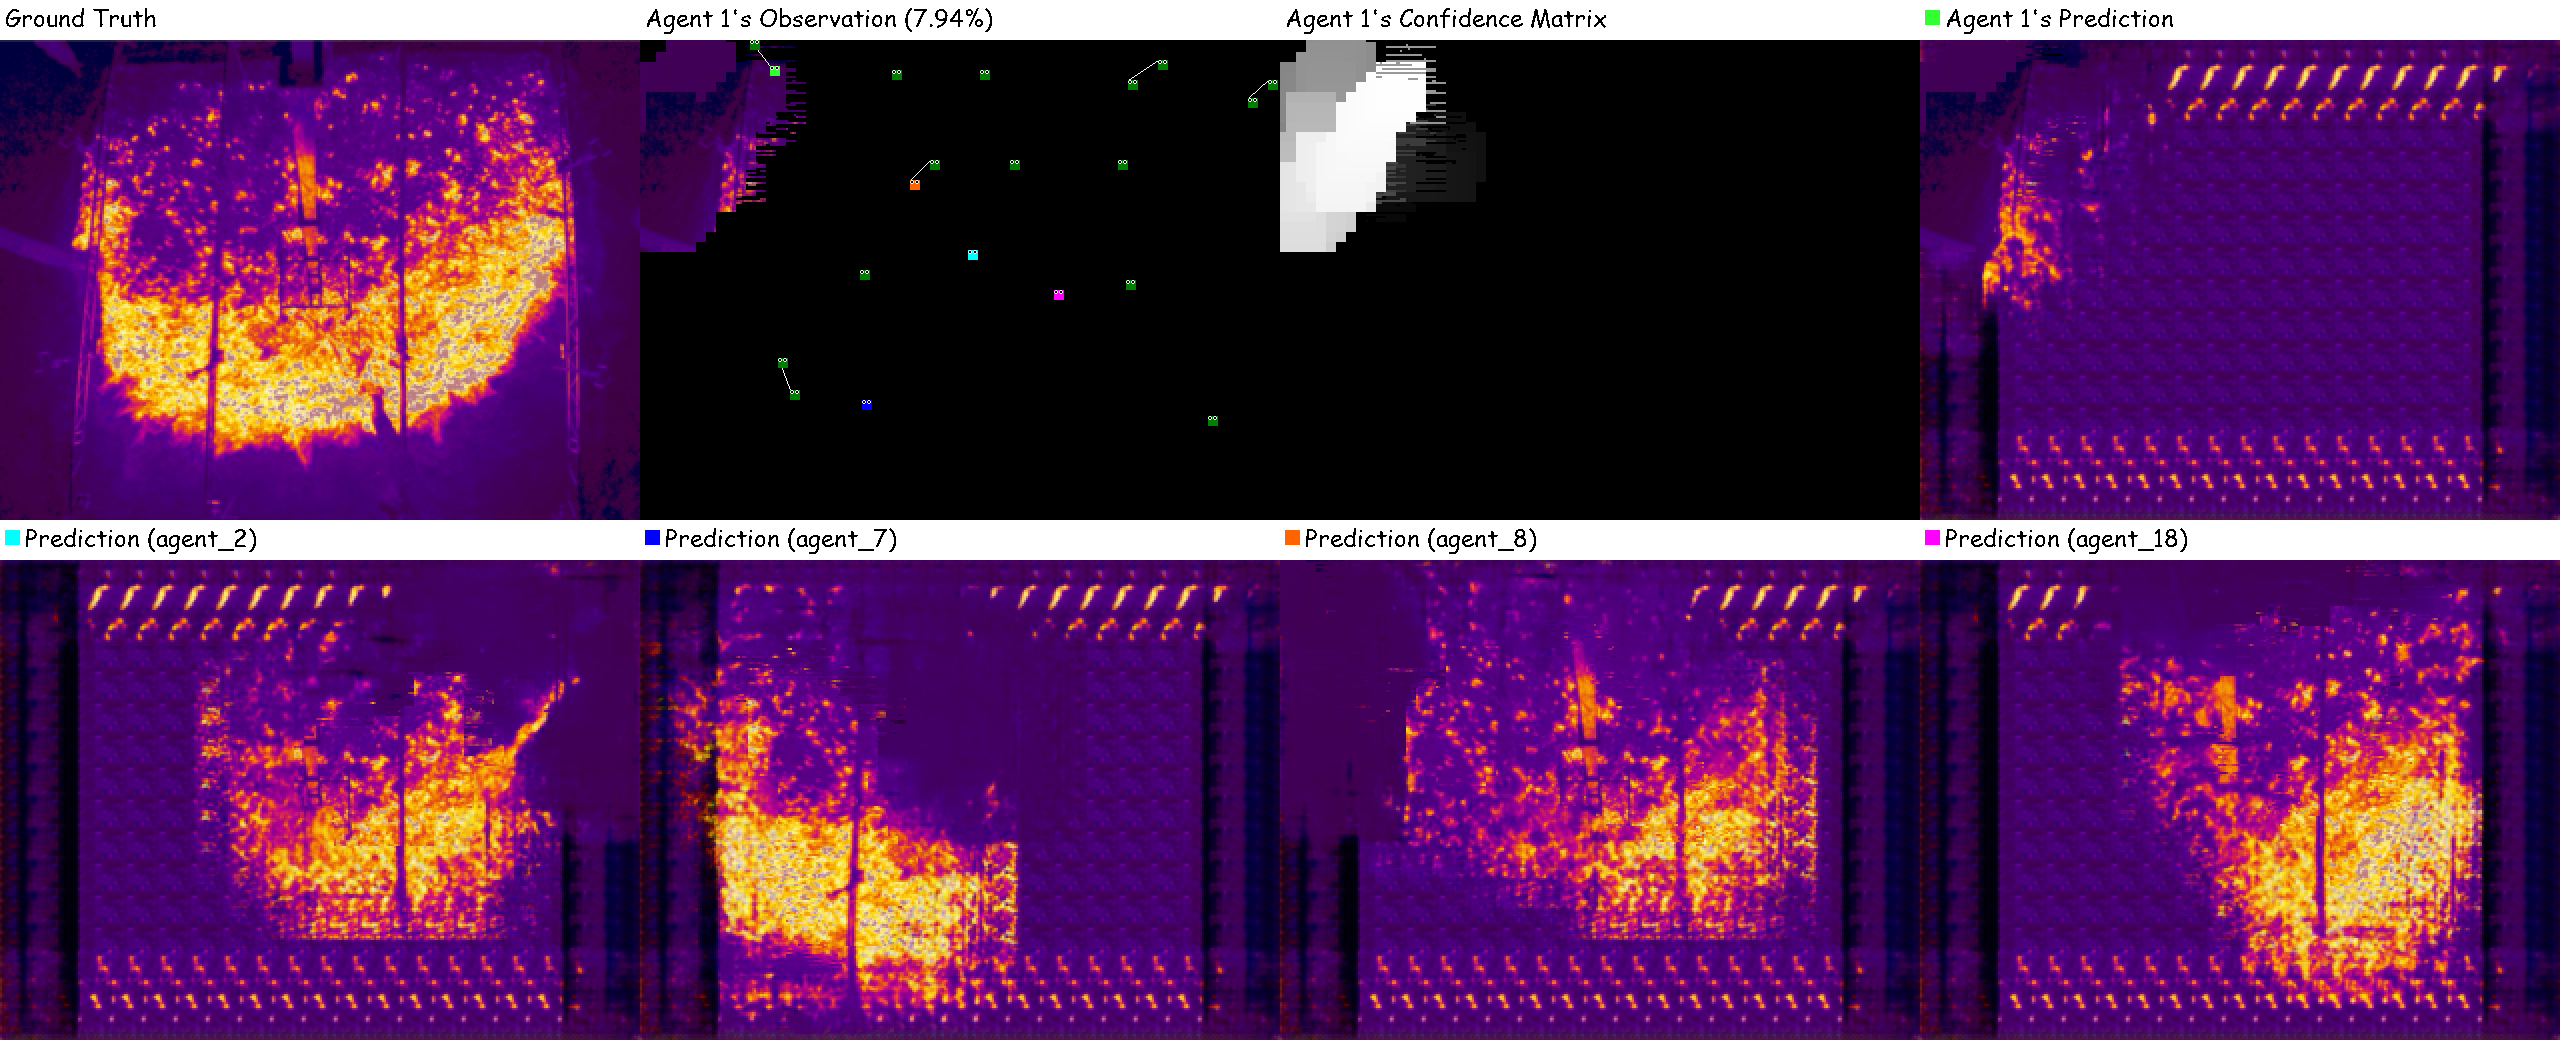 Ground Truth
Agent 1's Observation (7.94%)
Agent 1's Confidence Matrix
Agent 1's Prediction
Prediction (agent_2)
Prediction (agent_7)
Prediction (agent_8)
Prediction (agent_18)